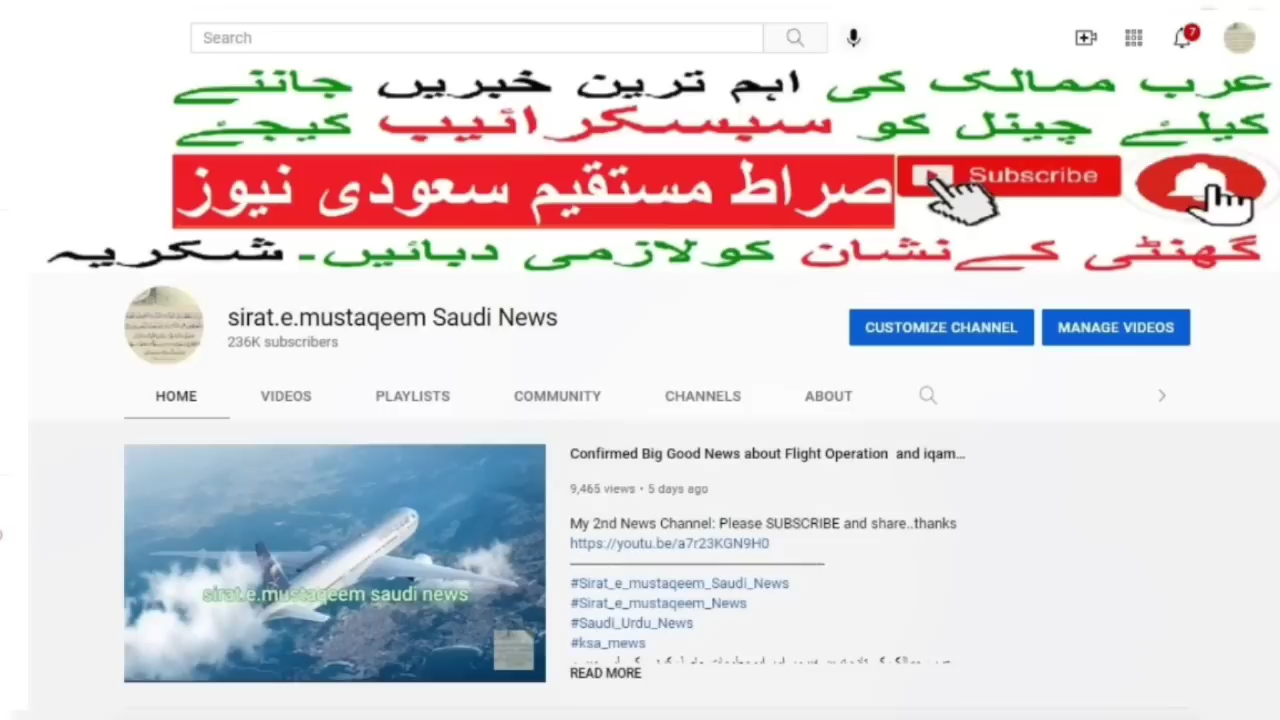 Search
7
عرب ممالک کی اہم ترین خبریں جاننے
کیلئے چینل کو سبسکرائیب کیجئے
صراط مستقیم سعودی نیوز
Subscribe
گھنٹی کے نشان کو لازمی دبائیں۔ شکریہ
sirat.e.mustaqeem Saudi News
236K subscribers
CUSTOMIZE CHANNEL
MANAGE VIDEOS
HOME VIDEOS PLAYLISTS COMMUNITY CHANNELS ABOUT
sirat.e.mustaqeem saudi news
Confirmed Big Good News about Flight Operation and iqam...
9,465 views • 5 days ago
My 2nd News Channel: Please SUBSCRIBE and share..thanks
https://youtu.be/a7r23KGN9H0
#Sirat_e_mustaqeem_Saudi_News
#Sirat_e_mustaqeem_News
#Saudi_Urdu_News
#ksa_mews
READ MORE